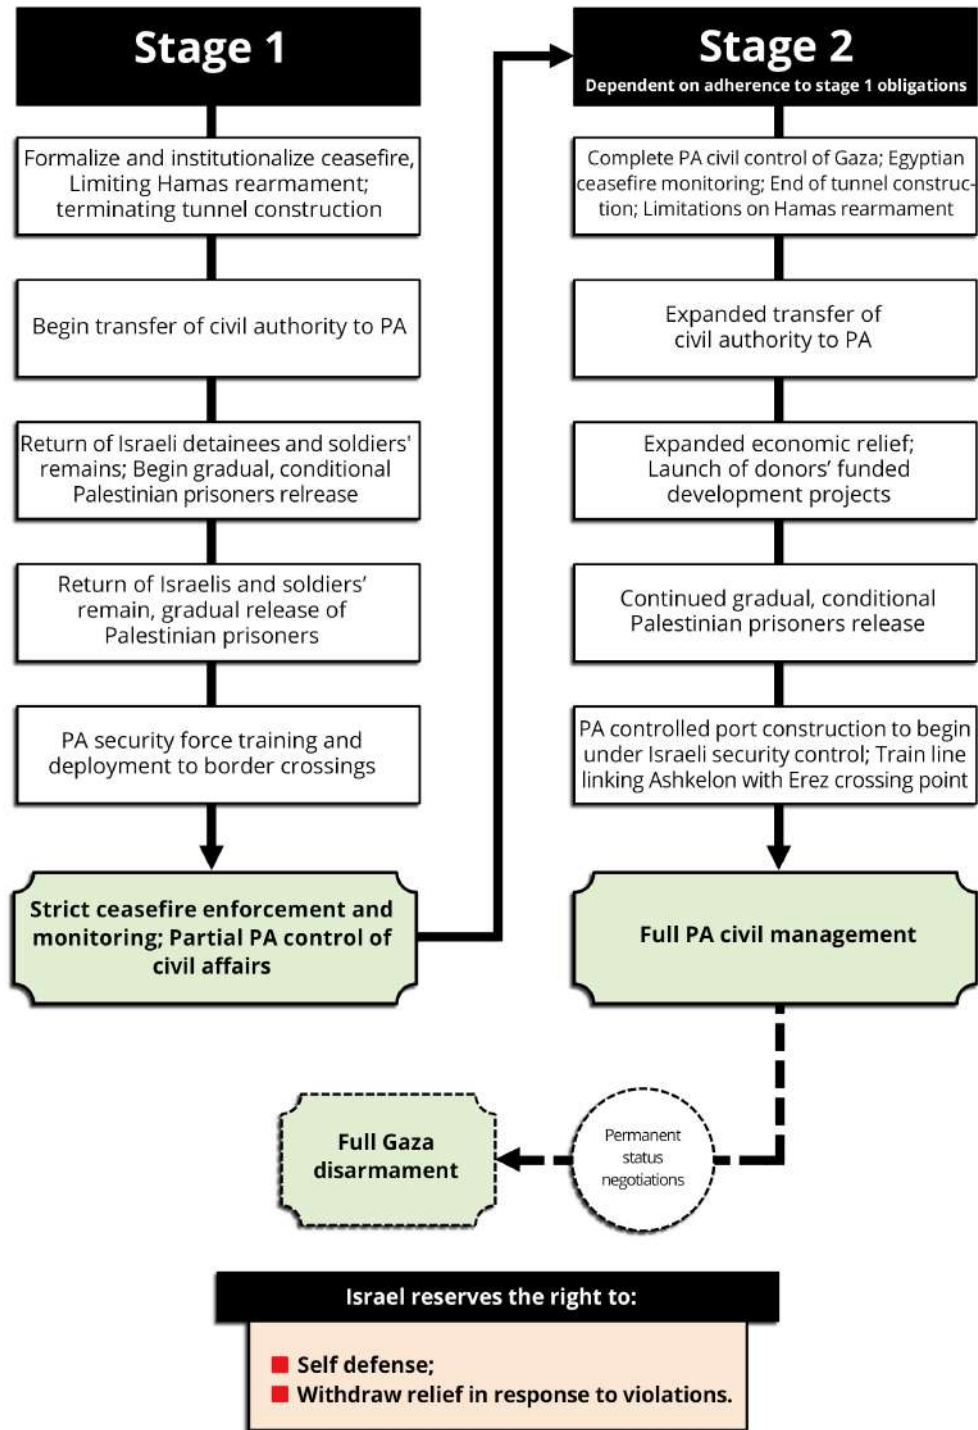 Stage 1
Formalize and institutionalize ceasefire,
Limiting Hamas rearmament;
terminating tunnel construction
Begin transfer of civil authority to PA
Return of Israeli detainees and soldiers'
remains; Begin gradual, conditional
Palestinian prisoners relrease
Return of Israelis and soldiers’
remain, gradual release of
Palestinian prisoners
PA security force training and
deployment to border crossings
Strict ceasefire enforcement and
monitoring; Partial PA control of
civil affairs
Stage 2
Dependent on adherence to stage 1 obligations
Complete PA civil control of Gaza; Egyptian
ceasefire monitoring; End of tunnel construc-
tion; Limitations on Hamas rearmament
Expanded transfer of
civil authority to PA
Expanded economic relief;
Launch of donors’ funded
development projects
Continued gradual, conditional
Palestinian prisoners release
PA controlled port construction to begin
under Israeli security control; Train line
linking Ashkelon with Erez crossing point
Full PA civil management
Permanent
status
negotiations
Full Gaza
disarmament
Israel reserves the right to:
Self defense;
Withdraw relief in response to violations.